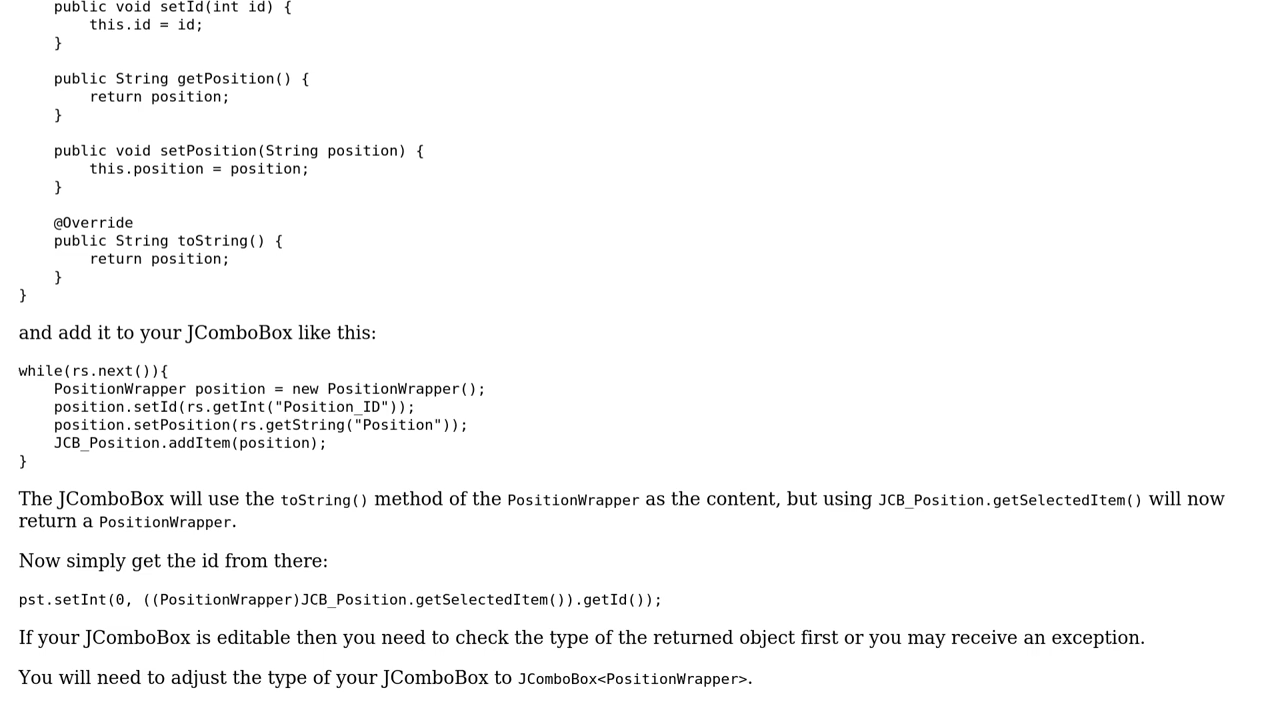 public void setId(int id) {
        this.id = id;
    }

    public String getPosition() {
        return position;
    }

    public void setPosition(String position) {
        this.position = position;
    }

    @Override
    public String toString() {
        return position;
    }
}
and add it to your JComboBox like this:
while(rs.next()){
    PositionWrapper position = new PositionWrapper();
    position.setId(rs.getInt("Position_ID"));
    position.setPosition(rs.getString("Position"));
    JCB_Position.addItem(position);
}
The JComboBox will use the toString() method of the PositionWrapper as the content, but using JCB_Position.getSelectedItem() will now
return a PositionWrapper.
Now simply get the id from there:
pst.setInt(0, ((PositionWrapper)JCB_Position.getSelectedItem()).getId());
If your JComboBox is editable then you need to check the type of the returned object first or you may receive an exception.
You will need to adjust the type of your JComboBox to JComboBox<PositionWrapper>.